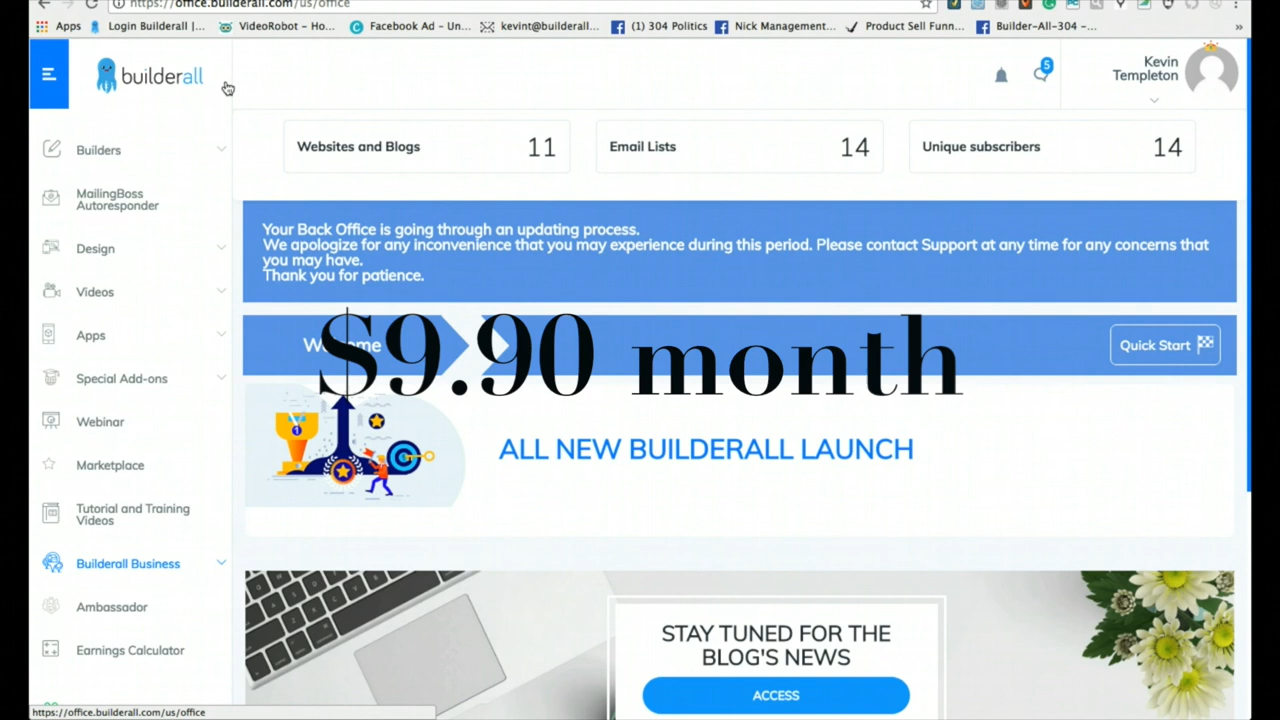 https://office.builderall.com/us/office
Apps
Login Builderall |...
VideoRobot - Ho...
Facebook Ad - Un...
kevint@builderall...
(1) 304 Politics
Nick Management...
Product Sell Funn...
Builder-All-304 -...
»
builderall
5
Kevin
Templeton
Builders
MailingBoss
Autoresponder
Design
Videos
Apps
Special Add-ons
Webinar
Marketplace
Tutorial and Training
Videos
Builderall Business
Ambassador
Earnings Calculator
Websites and Blogs 11
Email Lists 14
Unique subscribers 14
Your Back Office is going through an updating process.
We apologize for any inconvenience that you may experience during this period. Please contact Support at any time for any concerns that
you may have.
Thank you for patience.
Welcome
$9.90 month
Quick Start
1
ALL NEW BUILDERALL LAUNCH
STAY TUNED FOR THE
BLOG'S NEWS
ACCESS
https://office.builderall.com/us/office